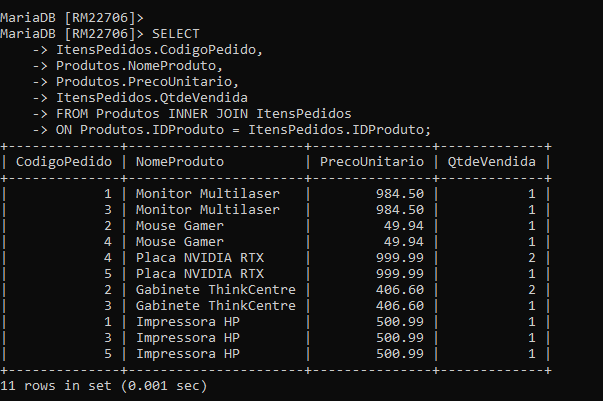 MariaDB [RM22706]>
MariaDB [RM22706]> SELECT
    -> ItensPedidos.CodigoPedido,
    -> Produtos.NomeProduto,
    -> Produtos.PrecoUnitario,
    -> ItensPedidos.QtdeVendida
    -> FROM Produtos INNER JOIN ItensPedidos
    -> ON Produtos.IDProduto = ItensPedidos.IDProduto;
+--------------+----------------------+---------------+-------------+
| CodigoPedido | NomeProduto          | PrecoUnitario | QtdeVendida |
+--------------+----------------------+---------------+-------------+
|            1 | Monitor Multilaser   |        984.50 |           1 |
|            3 | Monitor Multilaser   |        984.50 |           1 |
|            2 | Mouse Gamer          |         49.94 |           1 |
|            4 | Mouse Gamer          |         49.94 |           1 |
|            4 | Placa NVIDIA RTX     |        999.99 |           2 |
|            5 | Placa NVIDIA RTX     |        999.99 |           1 |
|            2 | Gabinete ThinkCentre |        406.60 |           2 |
|            3 | Gabinete ThinkCentre |        406.60 |           1 |
|            1 | Impressora HP        |        500.99 |           1 |
|            3 | Impressora HP        |        500.99 |           1 |
|            5 | Impressora HP        |        500.99 |           1 |
+--------------+----------------------+---------------+-------------+
11 rows in set (0.001 sec)